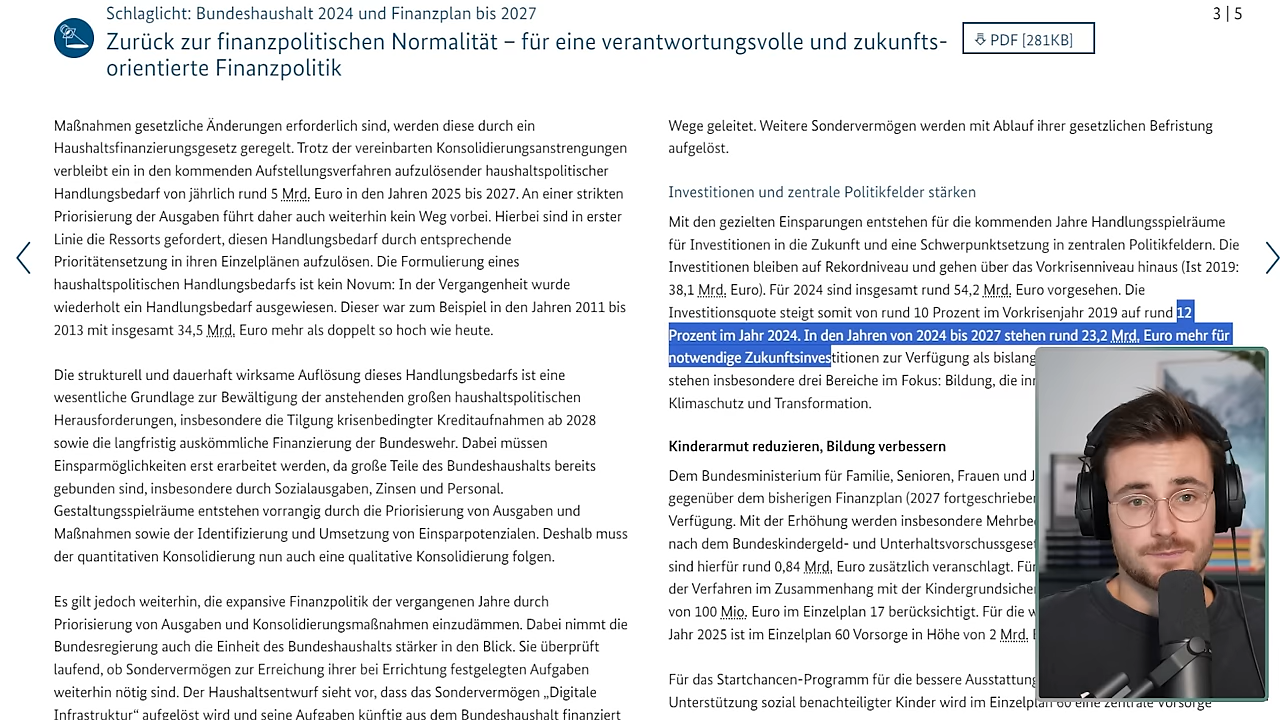 Schlaglicht: Bundeshaushalt 2024 und Finanzplan bis 2027
3 | 5
Zurück zur finanzpolitischen Normalität – für eine verantwortungsvolle und zukunfts-
orientierte Finanzpolitik
PDF [281KB]
Maßnahmen gesetzliche Änderungen erforderlich sind, werden diese durch ein
Haushaltsfinanzierungsgesetz geregelt. Trotz der vereinbarten Konsolidierungsanstrengungen
verbleibt ein in den kommenden Aufstellungsverfahren aufzulösender haushaltspolitischer
Handlungsbedarf von jährlich rund 5 Mrd. Euro in den Jahren 2025 bis 2027. An einer strikten
Priorisierung der Ausgaben führt daher auch weiterhin kein Weg vorbei. Hierbei sind in erster
Linie die Ressorts gefordert, diesen Handlungsbedarf durch entsprechende
Prioritätensetzung in ihren Einzelplänen aufzulösen. Die Formulierung eines
haushaltspolitischen Handlungsbedarfs ist kein Novum: In der Vergangenheit wurde
wiederholt ein Handlungsbedarf ausgewiesen. Dieser war zum Beispiel in den Jahren 2011 bis
2013 mit insgesamt 34,5 Mrd. Euro mehr als doppelt so hoch wie heute.
Die strukturell und dauerhaft wirksame Auflösung dieses Handlungsbedarfs ist eine
wesentliche Grundlage zur Bewältigung der anstehenden großen haushaltspolitischen
Herausforderungen, insbesondere die Tilgung krisenbedingter Kreditaufnahmen ab 2028
sowie die langfristig auskömmliche Finanzierung der Bundeswehr. Dabei müssen
Einsparmöglichkeiten erst erarbeitet werden, da große Teile des Bundeshaushalts bereits
gebunden sind, insbesondere durch Sozialausgaben, Zinsen und Personal.
Gestaltungsspielräume entstehen vorrangig durch die Priorisierung von Ausgaben und
Maßnahmen sowie der Identifizierung und Umsetzung von Einsparpotenzialen. Deshalb muss
der quantitativen Konsolidierung nun auch eine qualitative Konsolidierung folgen.
Es gilt jedoch weiterhin, die expansive Finanzpolitik der vergangenen Jahre durch
Priorisierung von Ausgaben und Konsolidierungsmaßnahmen einzudämmen. Dabei nimmt die
Bundesregierung auch die Einheit des Bundeshaushalts stärker in den Blick. Sie überprüft
laufend, ob Sondervermögen zur Erreichung ihrer bei Errichtung festgelegten Aufgaben
weiterhin nötig sind. Der Haushaltsentwurf sieht vor, dass das Sondervermögen „Digitale
Infrastruktur“ aufgelöst wird und seine Aufgaben künftig aus dem Bundeshaushalt finanziert
Wege geleitet. Weitere Sondervermögen werden mit Ablauf ihrer gesetzlichen Befristung
aufgelöst.
Investitionen und zentrale Politikfelder stärken
Mit den gezielten Einsparungen entstehen für die kommenden Jahre Handlungsspielräume
für Investitionen in die Zukunft und eine Schwerpunktsetzung in zentralen Politikfeldern. Die
Investitionen bleiben auf Rekordniveau und gehen über das Vorkrisenniveau hinaus (Ist 2019:
38,1 Mrd. Euro). Für 2024 sind insgesamt rund 54,2 Mrd. Euro vorgesehen. Die
Investitionsquote steigt somit von rund 10 Prozent im Vorkrisenjahr 2019 auf rund 12
Prozent im Jahr 2024. In den Jahren von 2024 bis 2027 stehen rund 23,2 Mrd. Euro mehr für
notwendige Zukunftsinvestitionen zur Verfügung als bislang
stehen insbesondere drei Bereiche im Fokus: Bildung, die
Klimaschutz und Transformation.
Kinderarmut reduzieren, Bildung verbessern
Dem Bundesministerium für Familie, Senioren, Frauen und
gegenüber dem bisherigen Finanzplan (2027
Verfügung. Mit der Erhöhung werden insbesondere
nach dem Bundeskindergeld- und
sind hierfür rund 0,84 Mrd. Euro zusätzlich veranschlagt.
der Verfahren im Zusammenhang mit der
von 100 Mio. Euro im Einzelplan 17 berücksichtigt. Für die
Jahr 2025 ist im Einzelplan 60 Vorsorge in Höhe von 2 Mrd.
Für das Startchancen-Programm für die bessere
Unterstützung sozial benachteiligter Kinder wird im Einzelplan 60 eine zentrale Vorsorge